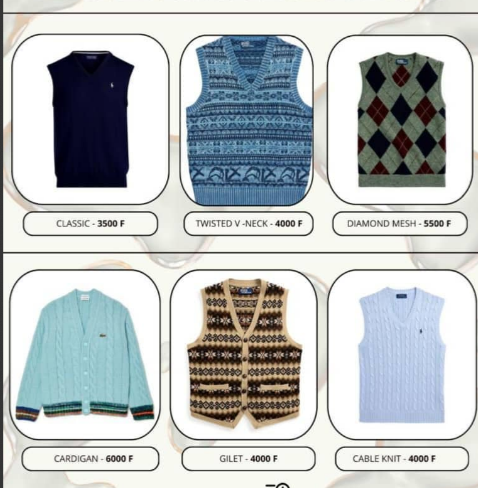 CLASSIC - 3500 F
TWISTED V -NECK - 4000 F
DIAMOND MESH - 5500 F
CARDIGAN - 6000 F
GILET - 4000 F
CABLE KNIT - 4000 F